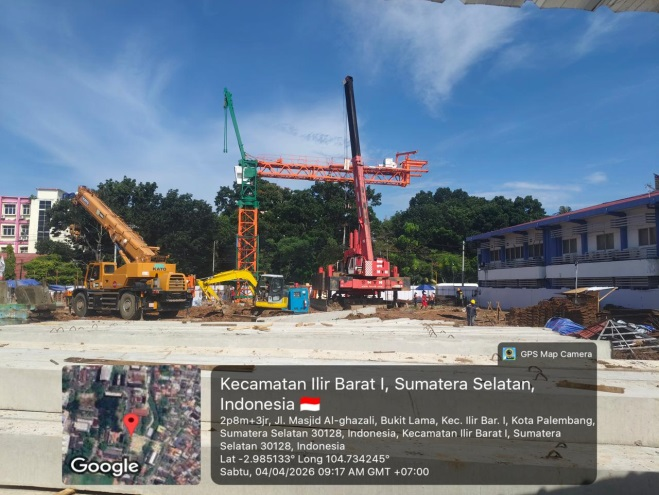 GPS Map Camera
Kecamatan Ilir Barat I, Sumatera Selatan,
Indonesia 🇮🇩
2p8m+3jr, Jl. Masjid Al-ghazali, Bukit Lama, Kec. Ilir Bar. I, Kota Palembang,
Sumatera Selatan 30128, Indonesia, Kecamatan Ilir Barat I, Sumatera
Selatan 30128, Indonesia
Lat -2.985133° Long 104.734245°
Sabtu, 04/04/2026 09:17 AM GMT +07:00
Google